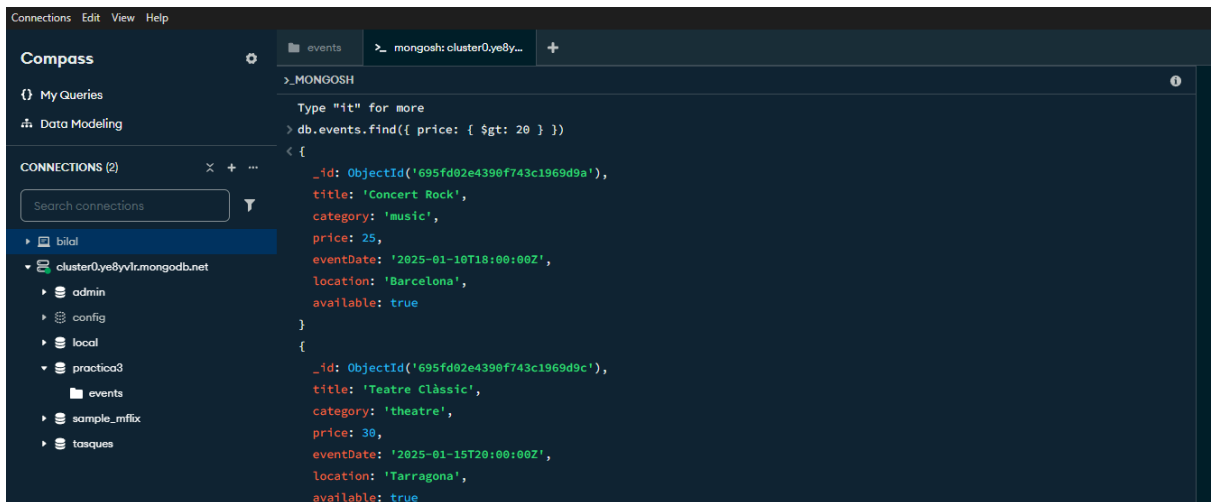 Connections Edit View Help
Compass
{} My Queries
Data Modeling
CONNECTIONS (2)
Search connections
bilal
cluster0.ye8yv1r.mongodb.net
admin
config
local
practica3
events
sample_mflix
tasques
events
>_ mongosh: cluster0.ye8y...
>_MONGOSH
Type "it" for more
> db.events.find({ price: { $gt: 20 } })
< {
_id: ObjectId('695fd02e4390f743c1969d9a'),
title: 'Concert Rock',
category: 'music',
price: 25,
eventDate: '2025-01-10T18:00:00Z',
location: 'Barcelona',
available: true
}
{
_id: ObjectId('695fd02e4390f743c1969d9c'),
title: 'Teatre Clàssic',
category: 'theatre',
price: 30,
eventDate: '2025-01-15T20:00:00Z',
location: 'Tarragona',
available: true